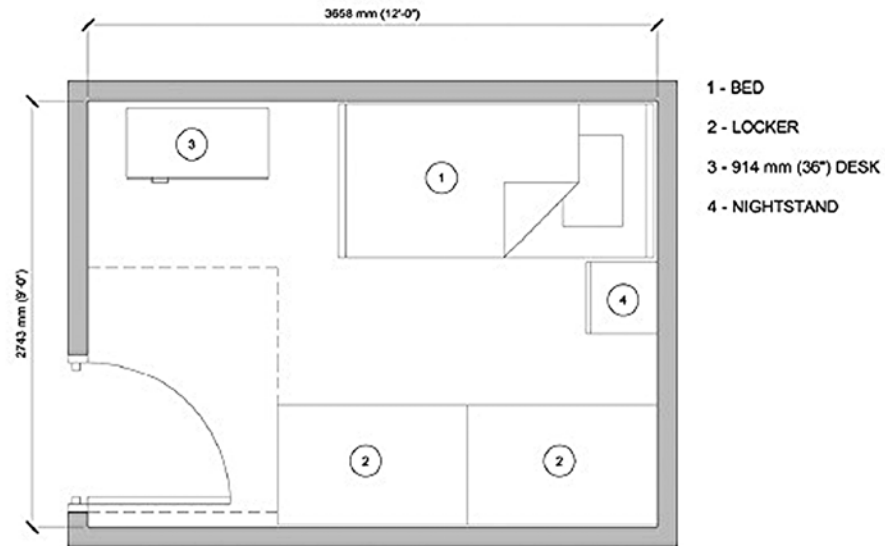 3658 mm (12'-0")
2743 mm (9'-0")
1 - BED
2 - LOCKER
3 - 914 mm (36") DESK
4 - NIGHTSTAND
3
1
4
2
2